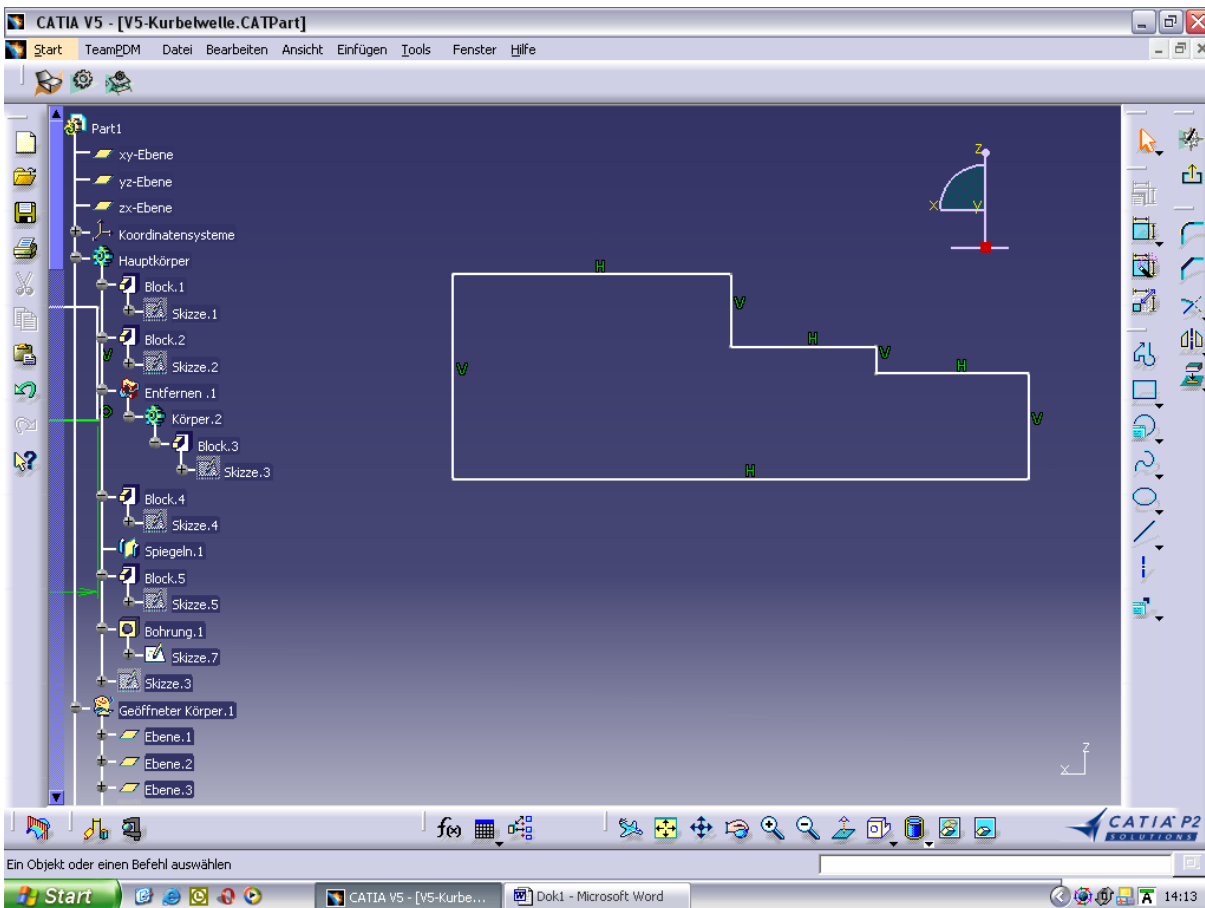 CATIA V5 - [V5-Kurbelwelle.CATPart]
Start TeamPDM Datei Bearbeiten Ansicht Einfügen Tools Fenster Hilfe
Part1
xy-Ebene
yz-Ebene
zx-Ebene
Koordinatensysteme
Hauptkörper
Block.1
Skizze.1
Block.2
Skizze.2
Entfernen .1
Körper.2
Block.3
Skizze.3
Block.4
Skizze.4
Spiegeln.1
Block.5
Skizze.5
Bohrung.1
Skizze.7
Skizze.3
Geöffneter Körper.1
Ebene.1
Ebene.2
Ebene.3
V
z
x y
H
V
H
V
H
V
V
H
z
x
f(x)
CATIA P2
SOLUTIONS
Ein Objekt oder einen Befehl auswählen
Start
CATIA V5 - [V5-Kurbe...
Dok1 - Microsoft Word
A
14:13